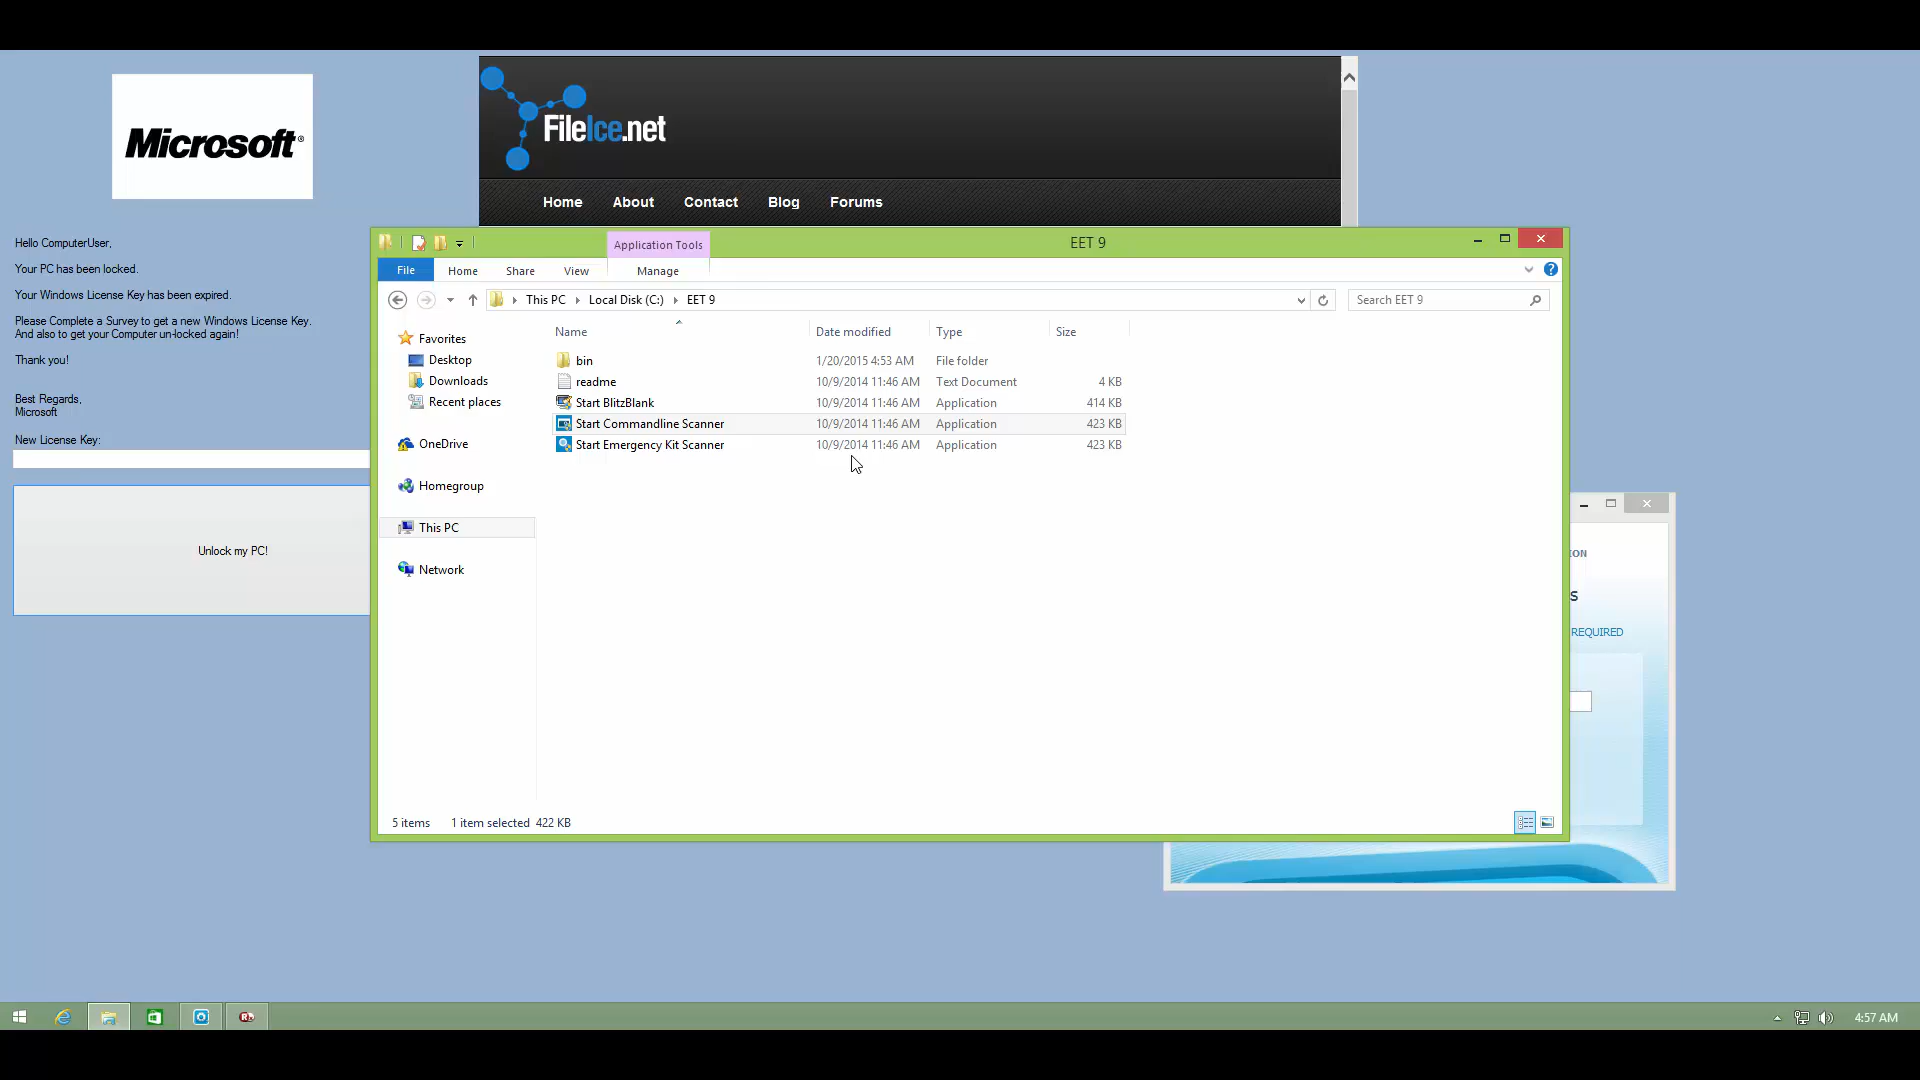 Microsoft®
FileIce.net
Home About Contact Blog Forums
Hello ComputerUser,
Your PC has been locked.
Your Windows License Key has been expired.
Please Complete a Survey to get a new Windows License Key.
And also to get your Computer un-locked again!
Thank you!
Best Regards,
Microsoft
New License Key:
Unlock my PC!
Application Tools
EET 9
File Home Share View Manage
This PC Local Disk (C:) EET 9
Search EET 9
Favorites
Desktop
Downloads
Recent places
OneDrive
Homegroup
This PC
Network
Name Date modified Type Size
bin 1/20/2015 4:53 AM File folder
readme 10/9/2014 11:46 AM Text Document 4 KB
Start BlitzBlank 10/9/2014 11:46 AM Application 414 KB
Start Commandline Scanner 10/9/2014 11:46 AM Application 423 KB
Start Emergency Kit Scanner 10/9/2014 11:46 AM Application 423 KB
5 items 1 item selected 422 KB
ION
S
REQUIRED
4:57 AM